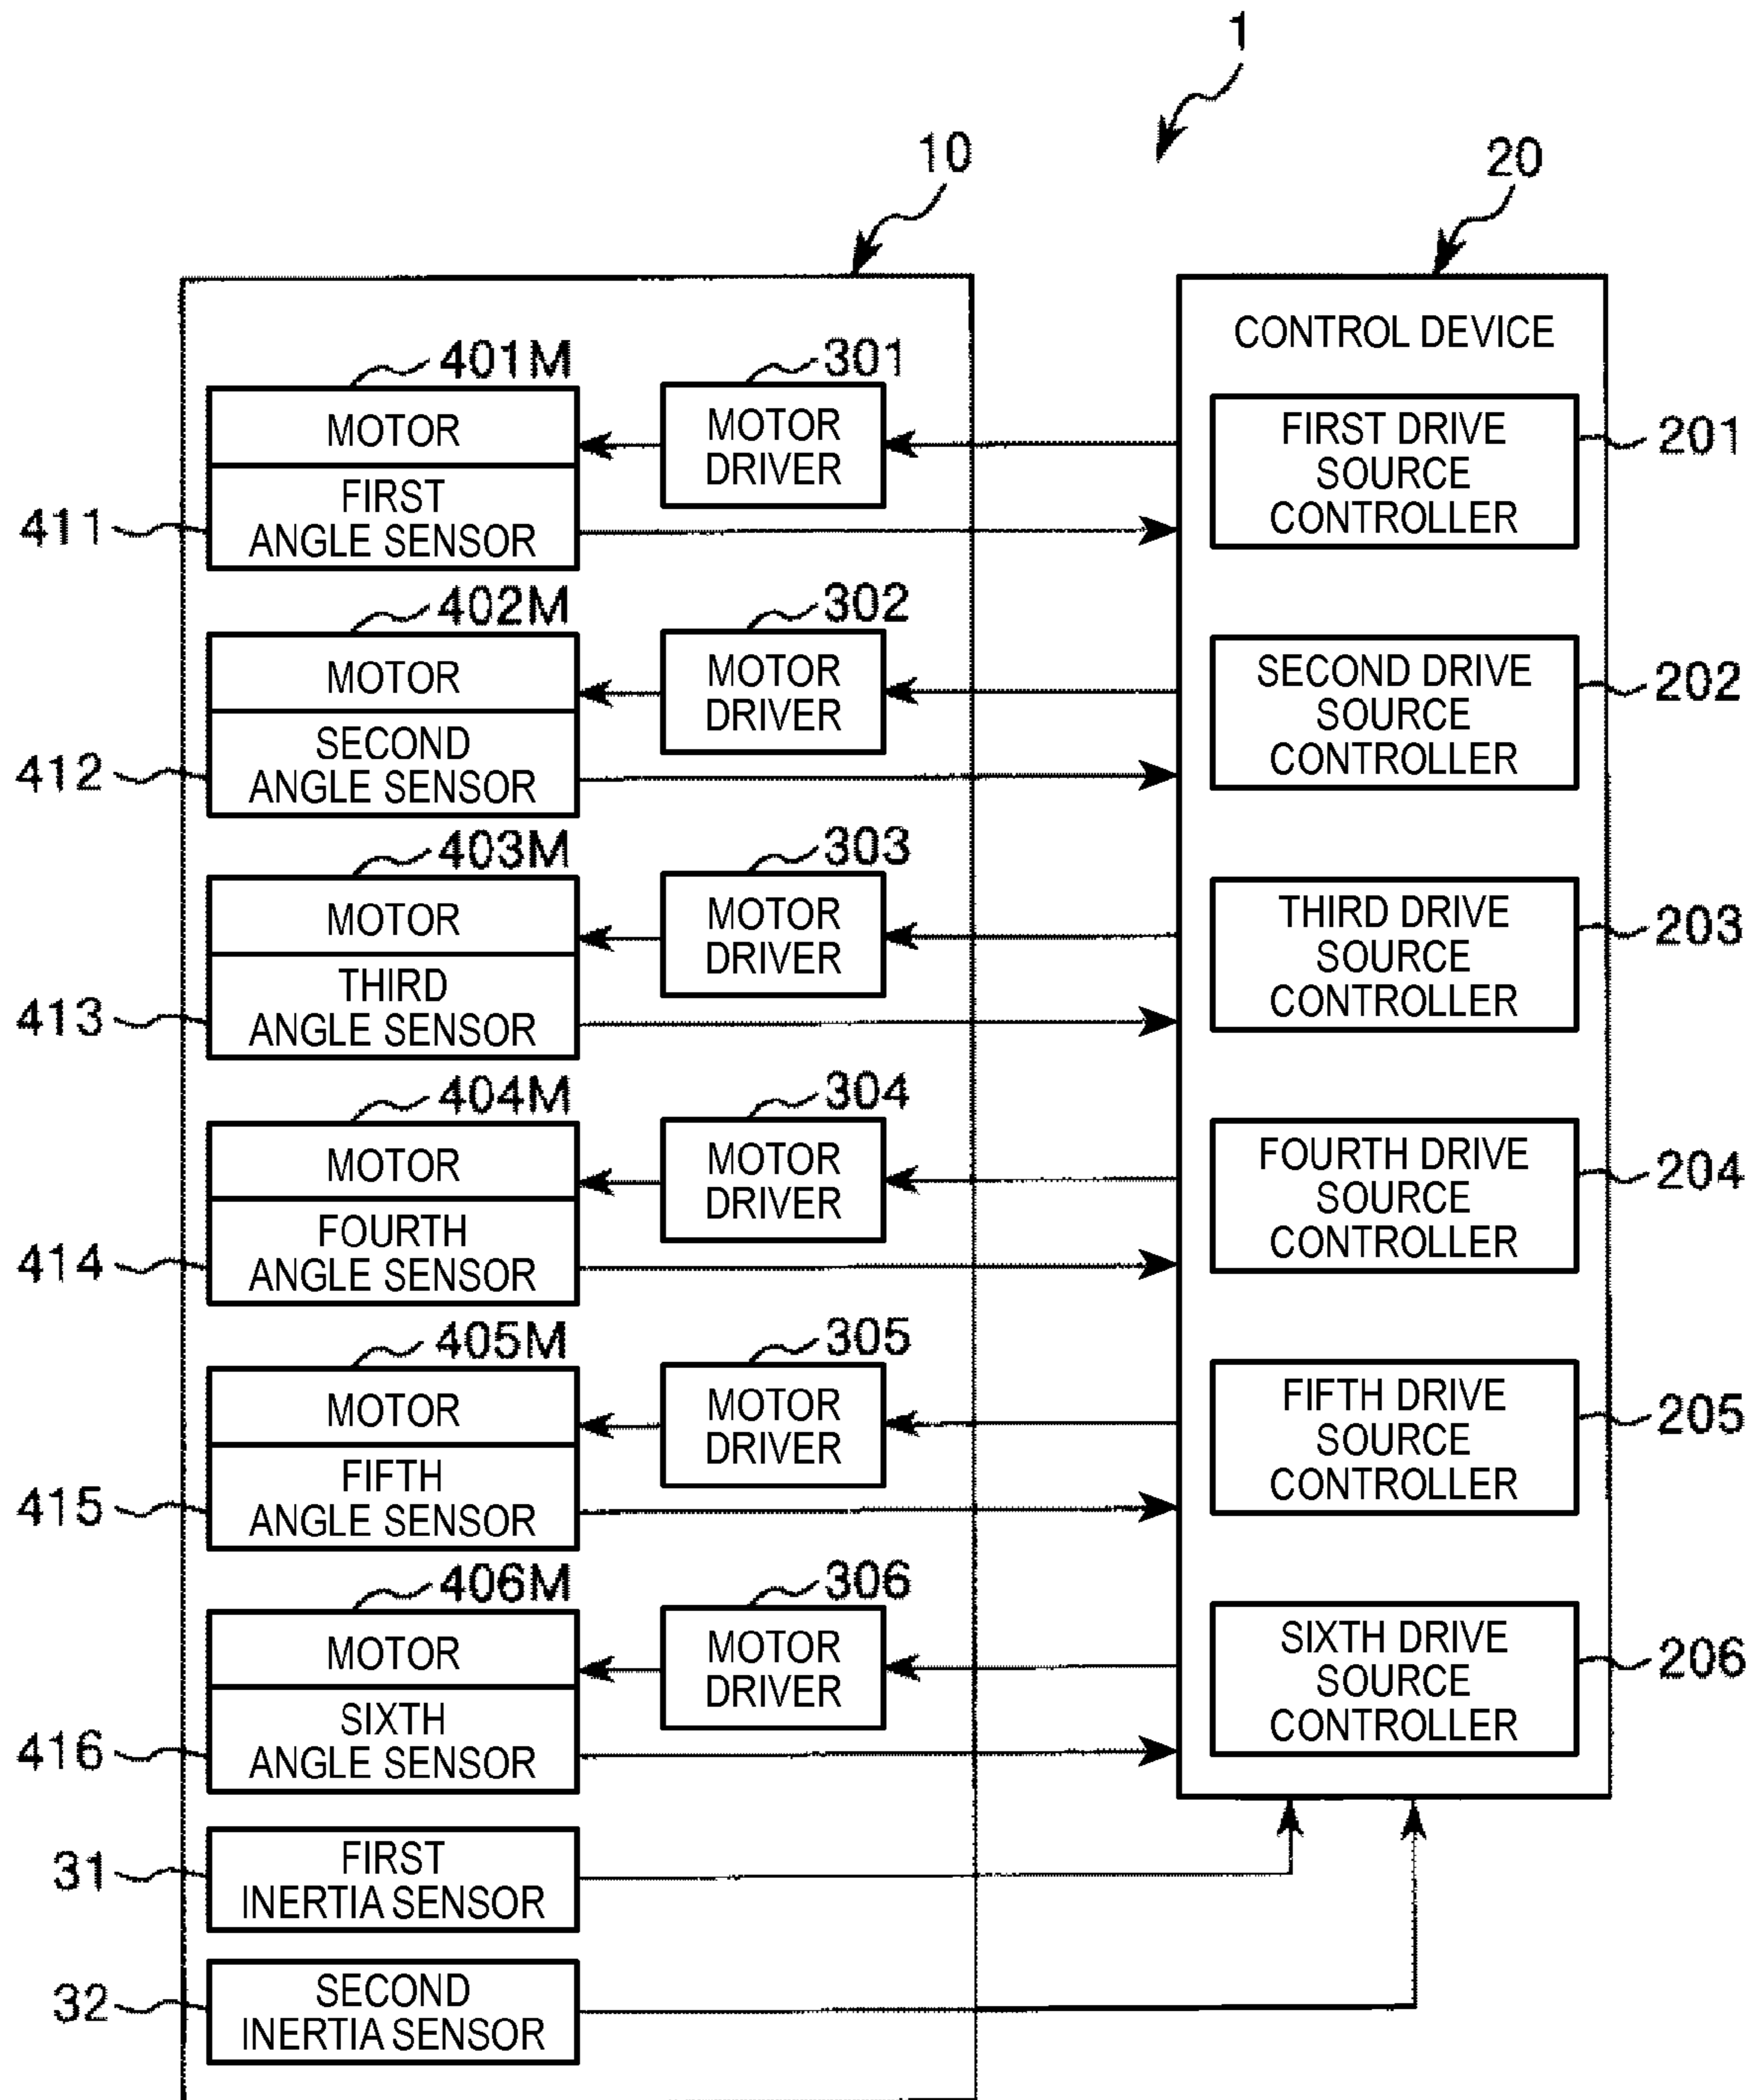 1
10
20
CONTROL DEVICE
401M
301
MOTOR
MOTOR
DRIVER
FIRST DRIVE
SOURCE
CONTROLLER
201
411
FIRST
ANGLE SENSOR
402M
302
MOTOR
MOTOR
DRIVER
SECOND DRIVE
SOURCE
CONTROLLER
202
412
SECOND
ANGLE SENSOR
403M
303
MOTOR
MOTOR
DRIVER
THIRD DRIVE
SOURCE
CONTROLLER
203
413
THIRD
ANGLE SENSOR
404M
304
MOTOR
MOTOR
DRIVER
FOURTH DRIVE
SOURCE
CONTROLLER
204
414
FOURTH
ANGLE SENSOR
405M
305
MOTOR
MOTOR
DRIVER
FIFTH DRIVE
SOURCE
CONTROLLER
205
415
FIFTH
ANGLE SENSOR
406M
306
MOTOR
MOTOR
DRIVER
SIXTH DRIVE
SOURCE
CONTROLLER
206
416
SIXTH
ANGLE SENSOR
31
FIRST
INERTIA SENSOR
32
SECOND
INERTIA SENSOR